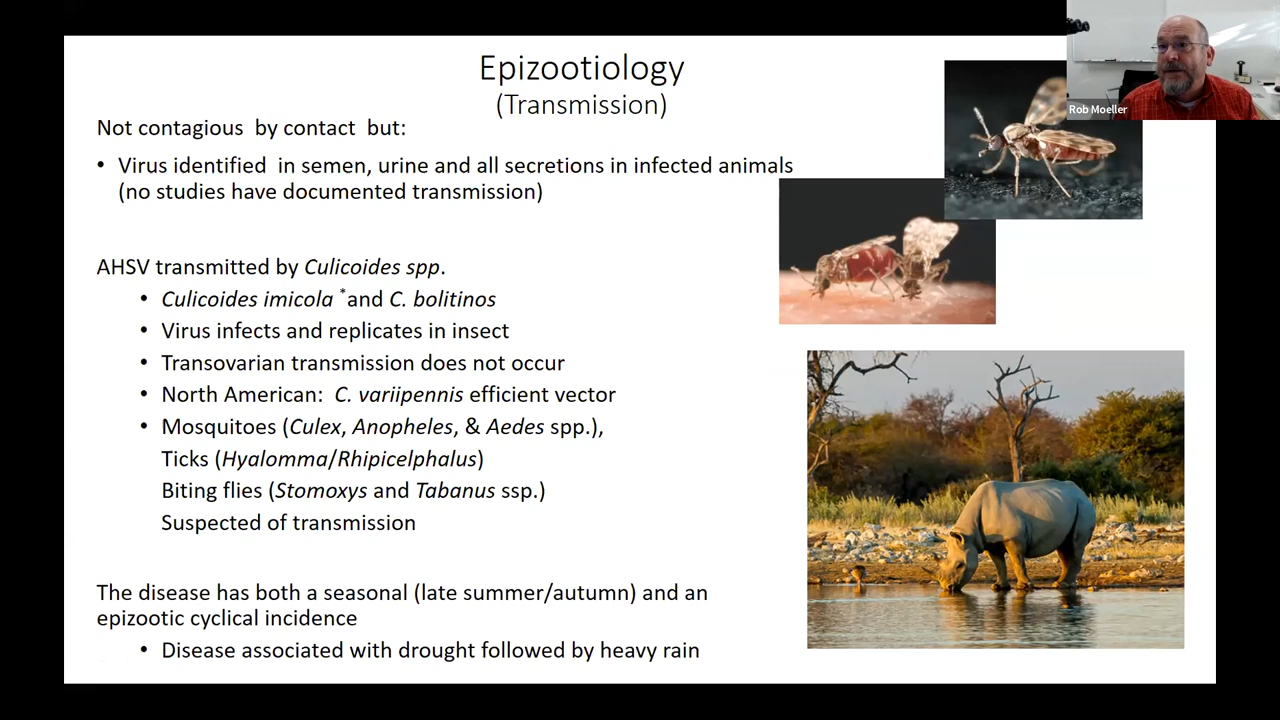 Epizootiology
(Transmission)
Rob Moeller
Not contagious by contact but:
• Virus identified in semen, urine and all secretions in infected animals
(no studies have documented transmission)
AHSV transmitted by Culicoides spp.
• Culicoides imicola * and C. bolitinos
• Virus infects and replicates in insect
• Transovarian transmission does not occur
• North American: C. variipennis efficient vector
• Mosquitoes (Culex, Anopheles, & Aedes spp.),
Ticks (Hyalomma/Rhipicelphalus)
Biting flies (Stomoxys and Tabanus ssp.)
Suspected of transmission
The disease has both a seasonal (late summer/autumn) and an
epizootic cyclical incidence
• Disease associated with drought followed by heavy rain